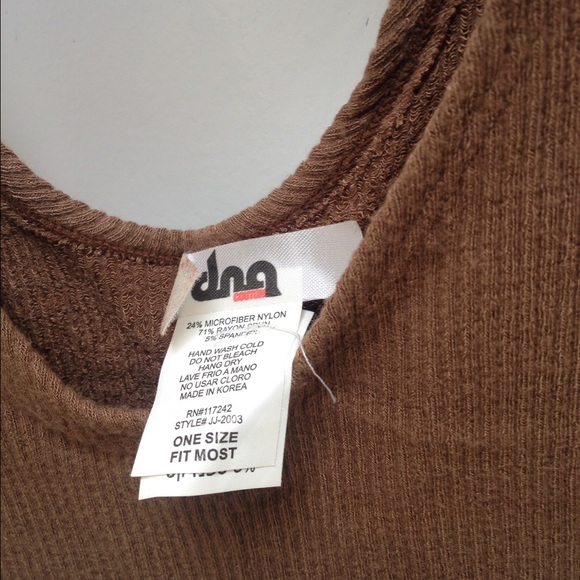 dna
COUTURE
24% MICROFIBER NYLON
71% RAYON SPUN
5% SPANDEX
HAND WASH COLD
DO NOT BLEACH
HANG DRY
LAVE FRIO A MANO
NO USAR CLORO
MADE IN KOREA
RN#117242
STYLE# JJ-2003
ONE SIZE
FIT MOST